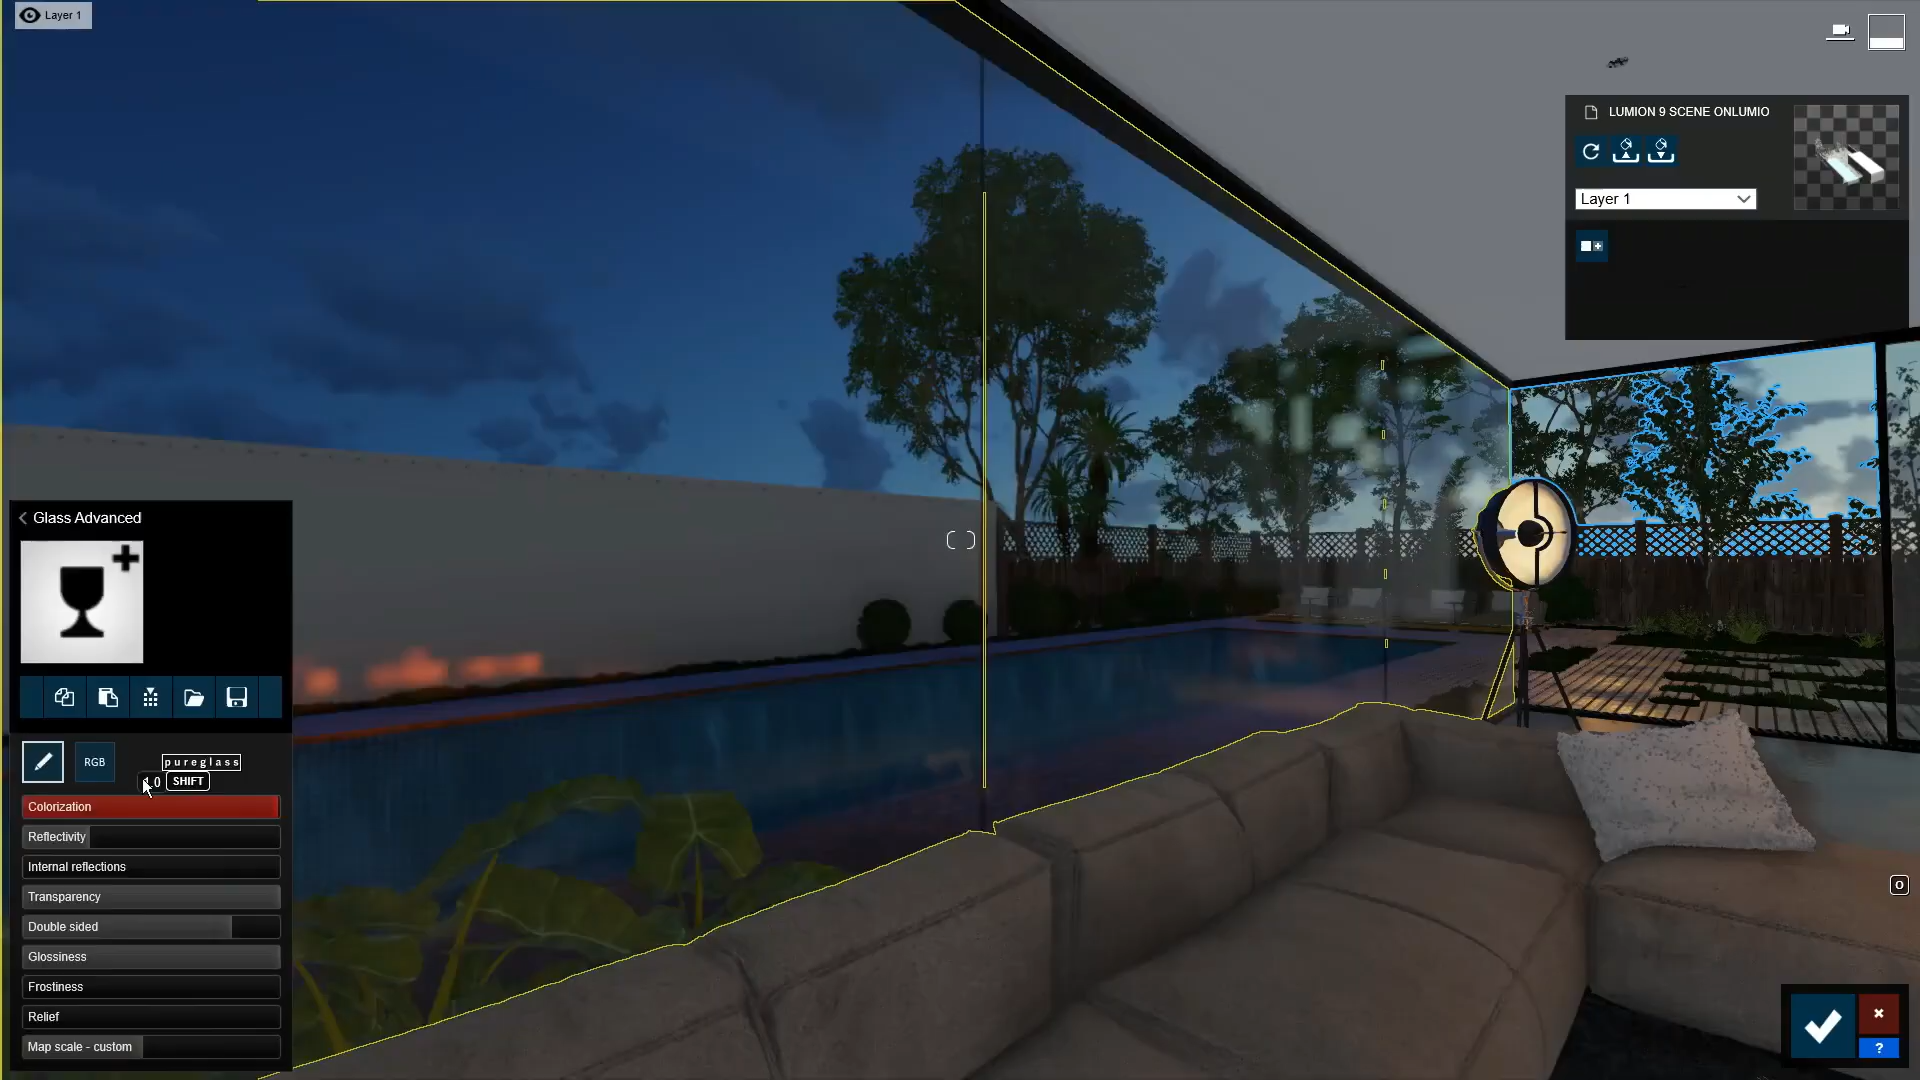 Layer 1
LUMION 9 SCENE ONLUMIO
Layer 1
Glass Advanced
RGB
pureglass
SHIFT
Colorization
Reflectivity
Internal reflections
Transparency
Double sided
Glossiness
Frostiness
Relief
Map scale - custom
O
?